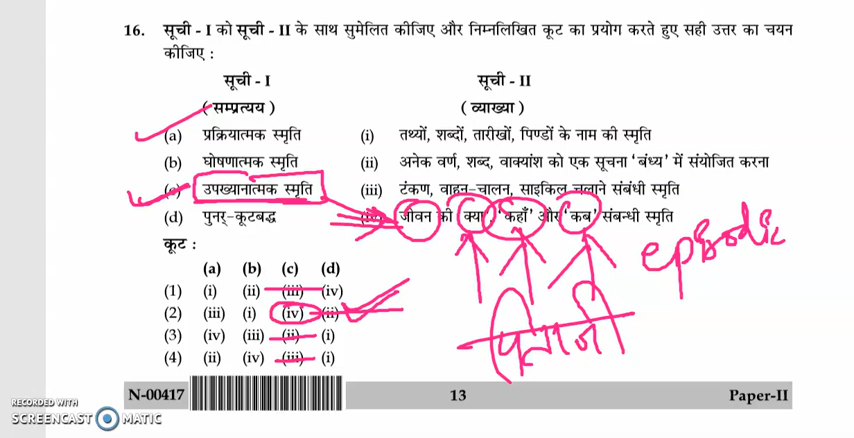 16. सूची - I को सूची - II के साथ सुमेलित कीजिए और निम्नलिखित कूट का प्रयोग करते हुए सही उत्तर का चयन
कीजिए :
सूची - I सूची - II
(सम्प्रत्यय) (व्याख्या)
(a) प्रक्रियात्मक स्मृति (i) तथ्यों, शब्दों, तारीखों, पिण्डों के नाम की स्मृति
(b) घोषणात्मक स्मृति (ii) अनेक वर्ण, शब्द, वाक्यांश को एक सूचना 'बंध्य' में संयोजित करना
(c) उपख्यानात्मक स्मृति (iii) टंकण, वाहन-चालन, साइकिल चलाने संबंधी स्मृति
(d) पुनर्-कूटबद्ध (iv) जीवन की 'क्या', 'कहाँ' और 'कब' संबन्धी स्मृति
episodic
कूट :
(a) (b) (c) (d)
(1) (i) (ii) (iii) (iv)
(2) (iii) (i) (iv) (ii)
(3) (iv) (iii) (ii) (i)
(4) (ii) (iv) (iii) (i)
पिताजी
N-00417 13 Paper-II
RECORDED WITH
SCREENCAST MATIC